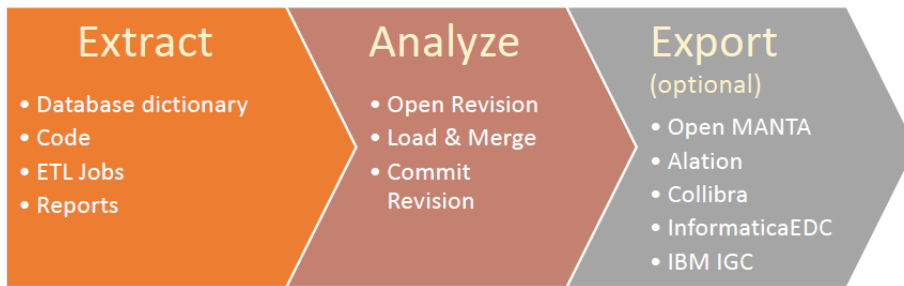 Extract
• Database dictionary
• Code
• ETL Jobs
• Reports
Analyze
• Open Revision
• Load & Merge
• Commit
Revision
Export
(optional)
• Open MANTA
• Alation
• Collibra
• InformaticaEDC
• IBM IGC